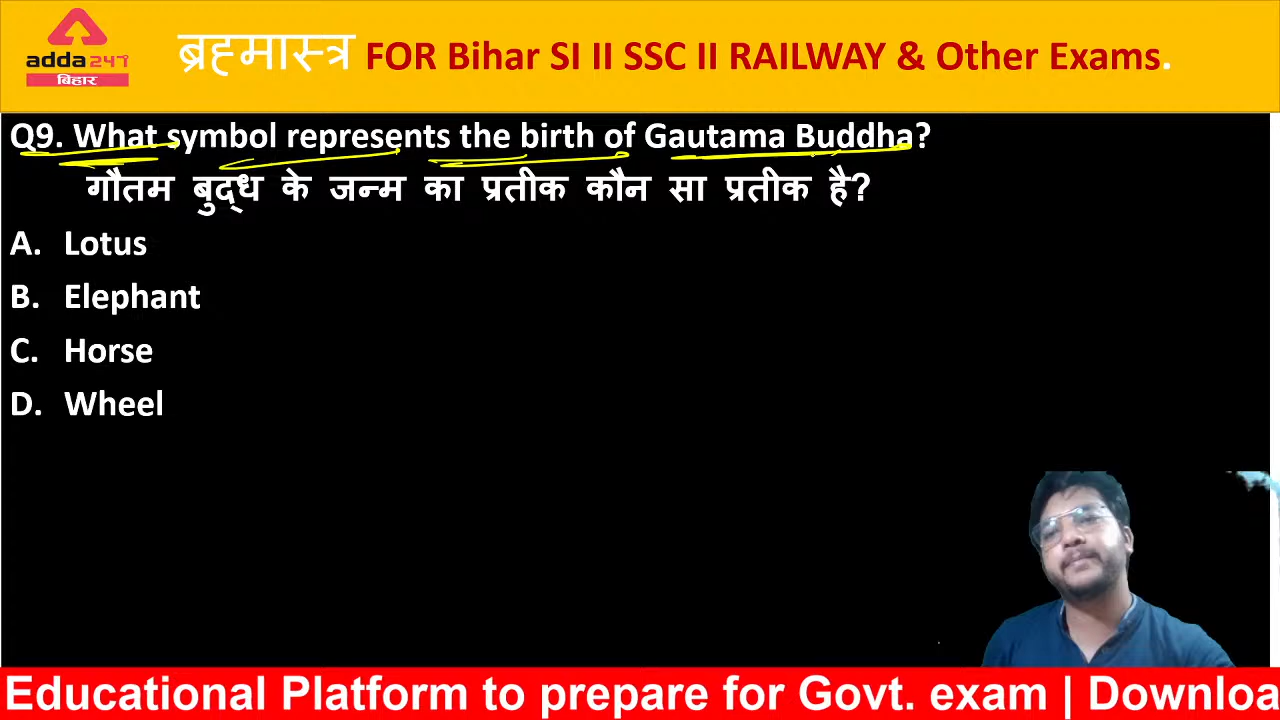 adda247
बिहार
ब्रह्मास्त्र FOR Bihar SI II SSC II RAILWAY & Other Exams.
Q9. What symbol represents the birth of Gautama Buddha?
गौतम बुद्ध के जन्म का प्रतीक कौन सा प्रतीक है?
A. Lotus
B. Elephant
C. Horse
D. Wheel
Educational Platform to prepare for Govt. exam | Downloa